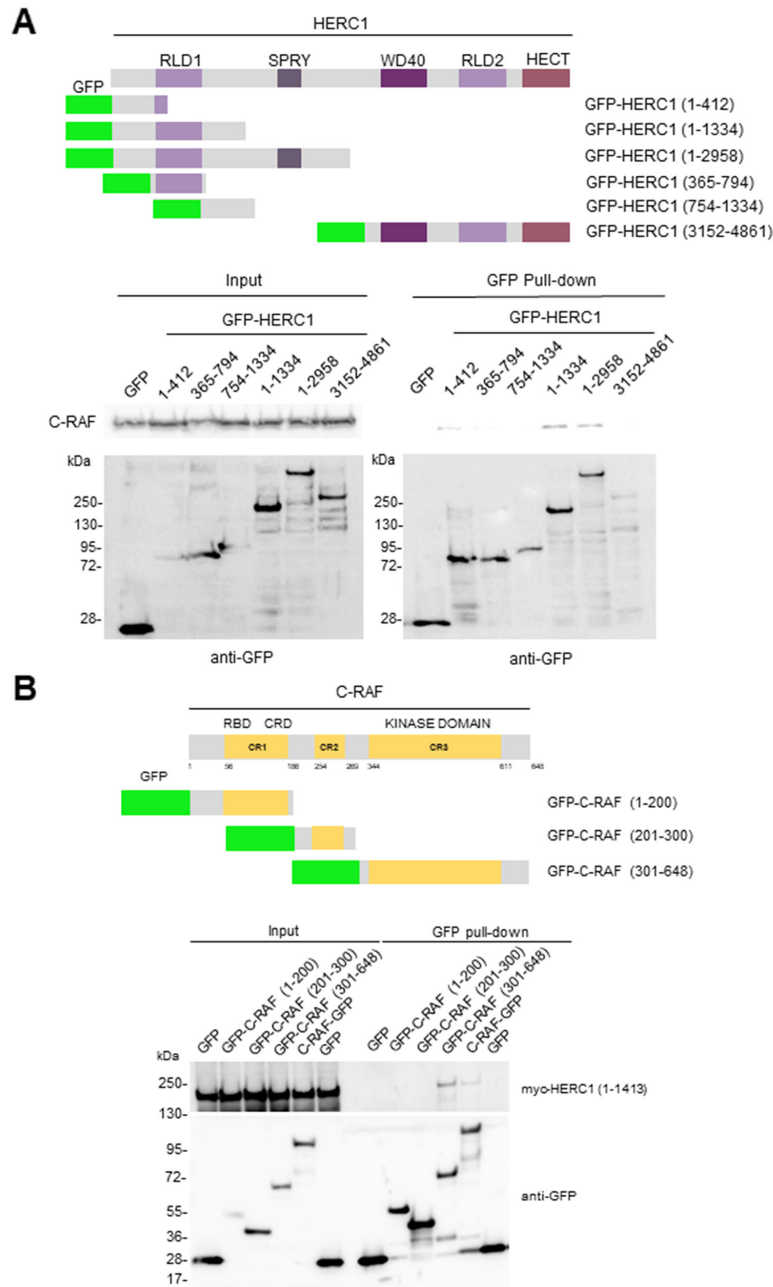 A
HERC1
RLD1 SPRY WD40 RLD2 HECT
GFP
GFP-HERC1 (1-412)
GFP-HERC1 (1-1334)
GFP-HERC1 (1-2958)
GFP-HERC1 (365-794)
GFP-HERC1 (754-1334)
GFP-HERC1 (3152-4861)
Input GFP Pull-down
GFP-HERC1 GFP-HERC1
GFP 1-412 365-794 754-1334 1-1334 1-2958 3152-4861 GFP 1-412 365-794 754-1334 1-1334 1-2958 3152-4861
C-RAF
kDa kDa
250- 250-
130- 130-
95- 95-
72- 72-
28- 28-
anti-GFP anti-GFP
B
C-RAF
RBD CRD KINASE DOMAIN
CR1 CR2 CR3
1 56 186 254 269 344 611 648
GFP
GFP-C-RAF (1-200)
GFP-C-RAF (201-300)
GFP-C-RAF (301-648)
Input GFP pull-down
GFP GFP-C-RAF (1-200) GFP-C-RAF (201-300) GFP-C-RAF (301-648) C-RAF-GFP GFP GFP GFP-C-RAF (1-200) GFP-C-RAF (201-300) GFP-C-RAF (301-648) C-RAF-GFP GFP
kDa
250-
myc-HERC1 (1-1413)
130-
95-
72-
anti-GFP
55-
36-
28-
17-